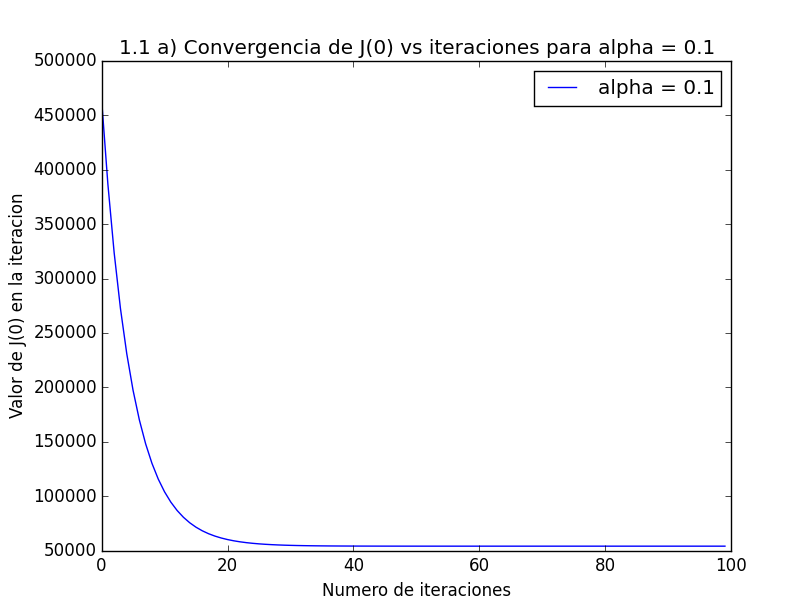 1.1 a) Convergencia de J(0) vs iteraciones para alpha = 0.1
alpha = 0.1
500000
450000
400000
350000
300000
250000
200000
150000
100000
50000
Valor de J(0) en la iteracion
0 20 40 60 80 100
Numero de iteraciones